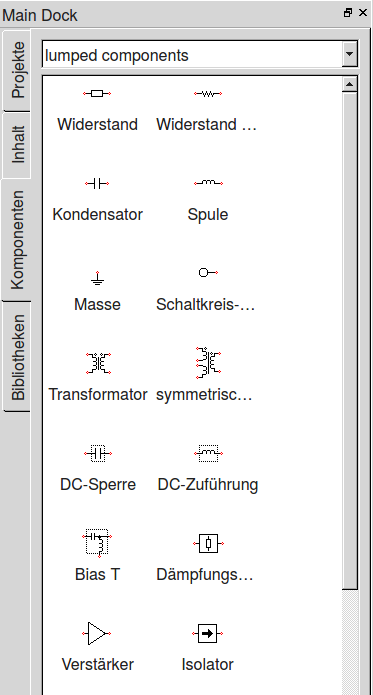 Main Dock
Projekte
Inhalt
Komponenten
Bibliotheken
lumped components
Widerstand
Widerstand ...
Kondensator
Spule
Masse
Schaltkreis-...
Transformator
symmetrisc...
DC-Sperre
DC-Zuführung
Bias T
Dämpfungs...
Verstärker
Isolator